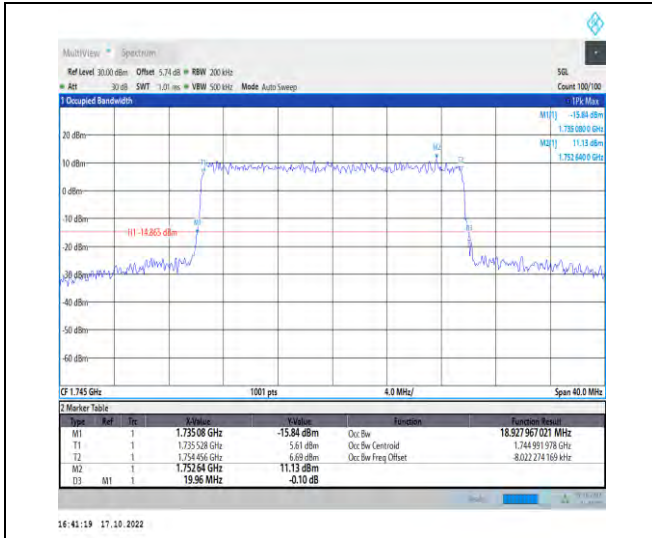 MultiView Spectrum
Ref Level 30.00 dBm Offset 5.74 dB RBW 200 kHz SGL
Att 30 dB SWT 1.01 ms VBW 500 kHz Mode Auto Sweep Count 100/100
1 Occupied Bandwidth 1Pk Max
M1[1] -15.84 dBm
1.735 080 0 GHz
M2[1] 11.13 dBm
1.752 640 0 GHz
20 dBm
M2
T1 T2
10 dBm
0 dBm
-10 dBm
M1
H1 -14.865 dBm
-20 dBm
-30 dBm
-40 dBm
-50 dBm
-60 dBm
CF 1.745 GHz 1001 pts 4.0 MHz/ Span 40.0 MHz
2 Marker Table
Type Ref Trc X-Value Y-Value Function Function Result
M1 1 1.735 08 GHz -15.84 dBm Occ Bw 18.927 967 021 MHz
T1 1 1.735 528 GHz 5.61 dBm Occ Bw Centroid 1.744 991 978 GHz
T2 1 1.754 456 GHz 6.69 dBm Occ Bw Freq Offset -8.022 274 169 kHz
M2 1 1.752 64 GHz 11.13 dBm
D3 M1 1 19.96 MHz -0.10 dB
16:41:19 17.10.2022